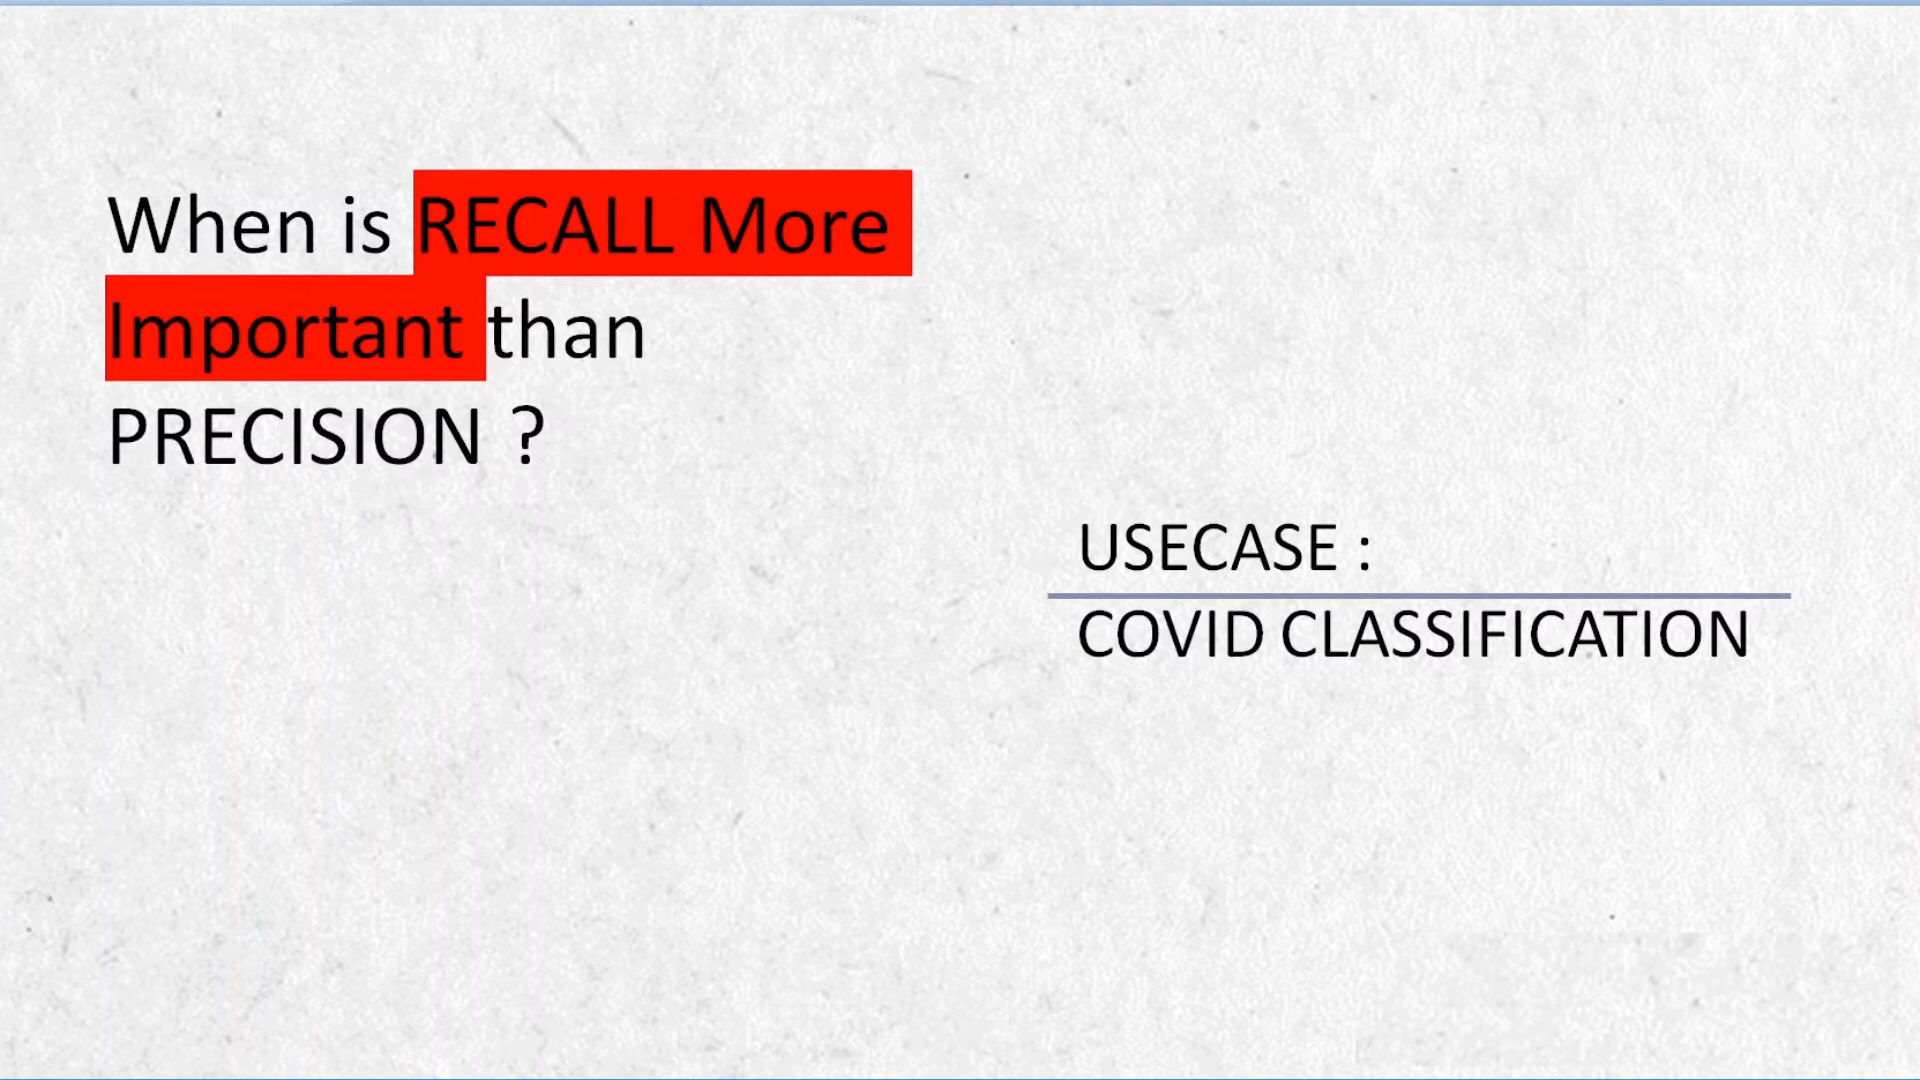 When is RECALL More
Important than
PRECISION ?
USECASE :
COVID CLASSIFICATION